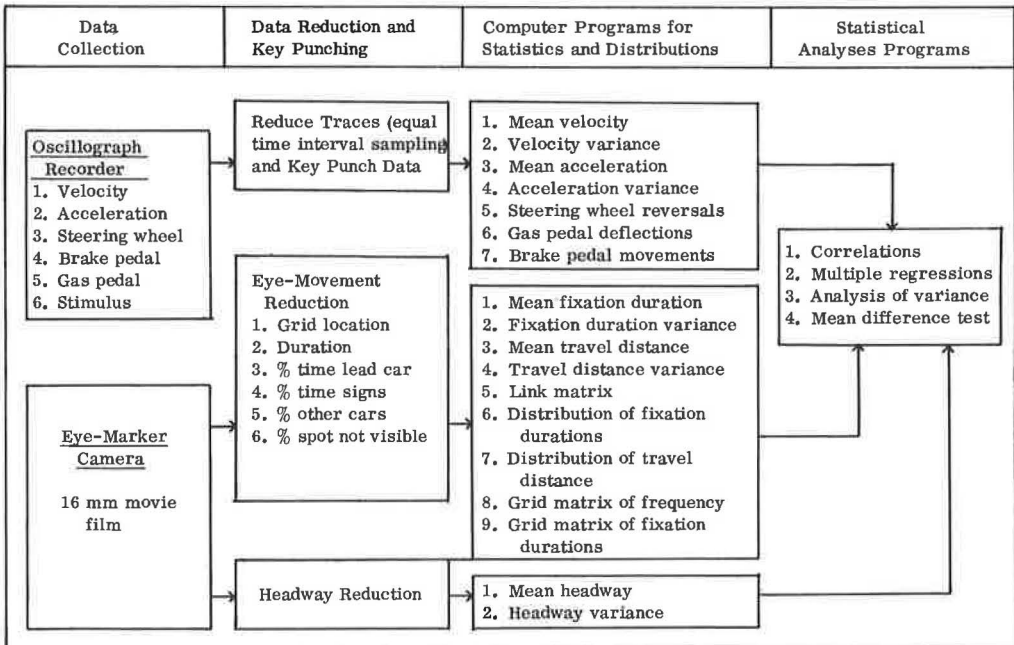 Data
Collection
Data Reduction and
Key Punching
Computer Programs for
Statistics and Distributions
Statistical
Analyses Programs
Oscillograph
Recorder
1. Velocity
2. Acceleration
3. Steering wheel
4. Brake pedal
5. Gas pedal
6. Stimulus
Reduce Traces (equal
time interval sampling
and Key Punch Data
1. Mean velocity
2. Velocity variance
3. Mean acceleration
4. Acceleration variance
5. Steering wheel reversals
6. Gas pedal deflections
7. Brake pedal movements
1. Correlations
2. Multiple regressions
3. Analysis of variance
4. Mean difference test
Eye-Marker
Camera
16 mm movie
film
Eye-Movement
Reduction
1. Grid location
2. Duration
3. % time lead car
4. % time signs
5. % other cars
6. % spot not visible
1. Mean fixation duration
2. Fixation duration variance
3. Mean travel distance
4. Travel distance variance
5. Link matrix
6. Distribution of fixation
durations
7. Distribution of travel
distance
8. Grid matrix of frequency
9. Grid matrix of fixation
durations
Headway Reduction
1. Mean headway
2. Headway variance